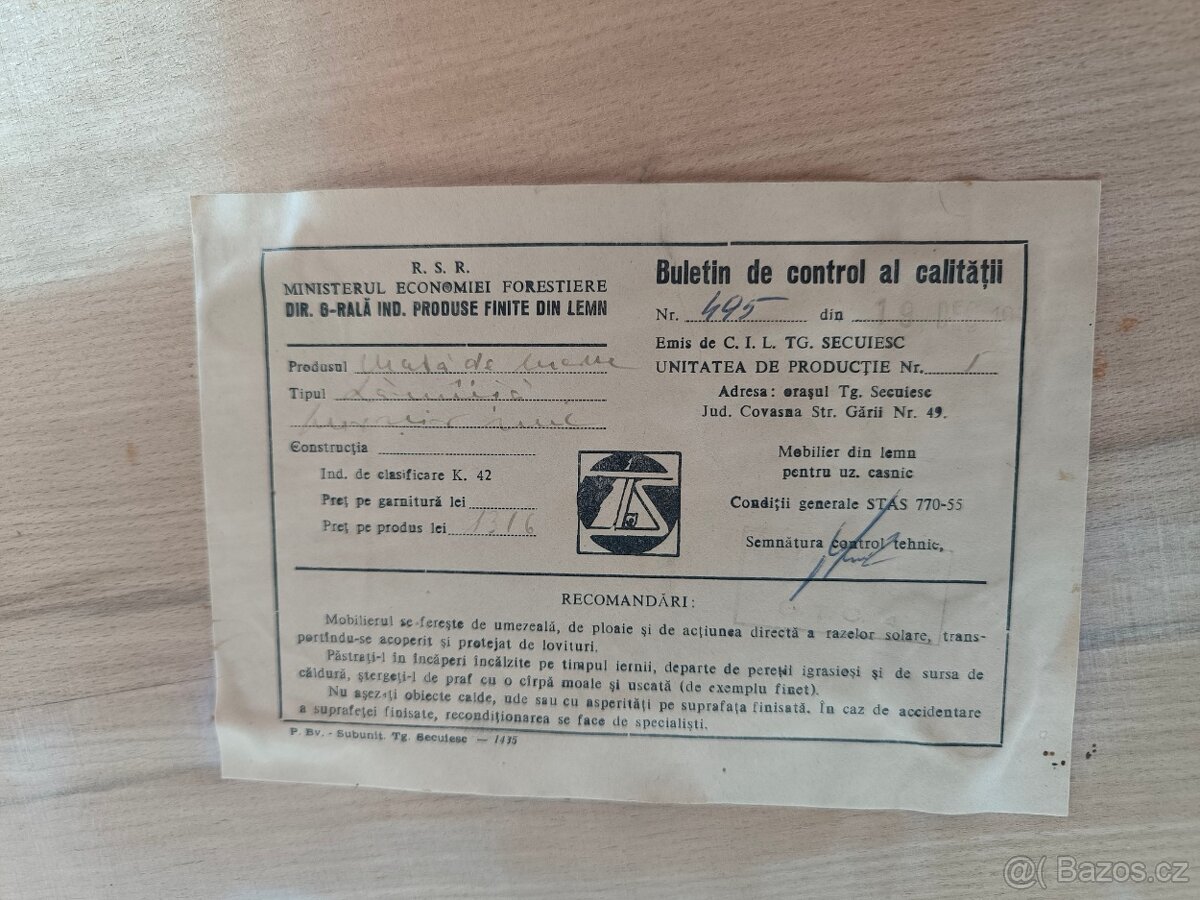 R. S. R.
MINISTERUL ECONOMIEI FORESTIERE
DIR. G-RALĂ IND. PRODUSE FINITE DIN LEMN
Produsul Masă de
Tipul
Construcția
Ind. de clasificare K. 42
Preț pe garnitură lei
Preț pe produs lei 1316
Buletin de control al calității
Nr. 495 din 19
Emis de C. I. L. TG. SECUIESC
UNITATEA DE PRODUCȚIE Nr. 1
Adresa: orașul Tg. Secuiesc
Jud. Covasna Str. Gării Nr. 49.
Mobilier din lemn
pentru uz. casnic
Condiții generale STAS 770-55
Semnătura control tehnic,
RECOMANDĂRI:
Mobilierul se ferește de umezeală, de ploaie și de acțiunea directă a razelor solare, trans-
portîndu-se acoperit și protejat de lovituri.
Păstrați-l în încăperi încălzite pe timpul iernii, departe de pereții igrasioși și de sursa de
căldură, ștergeți-l de praf cu o cîrpă moale și uscată (de exemplu finet).
Nu așezați obiecte calde, ude sau cu asperități pe suprafața finisată. În caz de accidentare
a suprafeței finisate, recondiționarea se face de specialiști.
P. Bv. - Subunit. Tg. Secuiesc — 1435
@( Bazos.cz